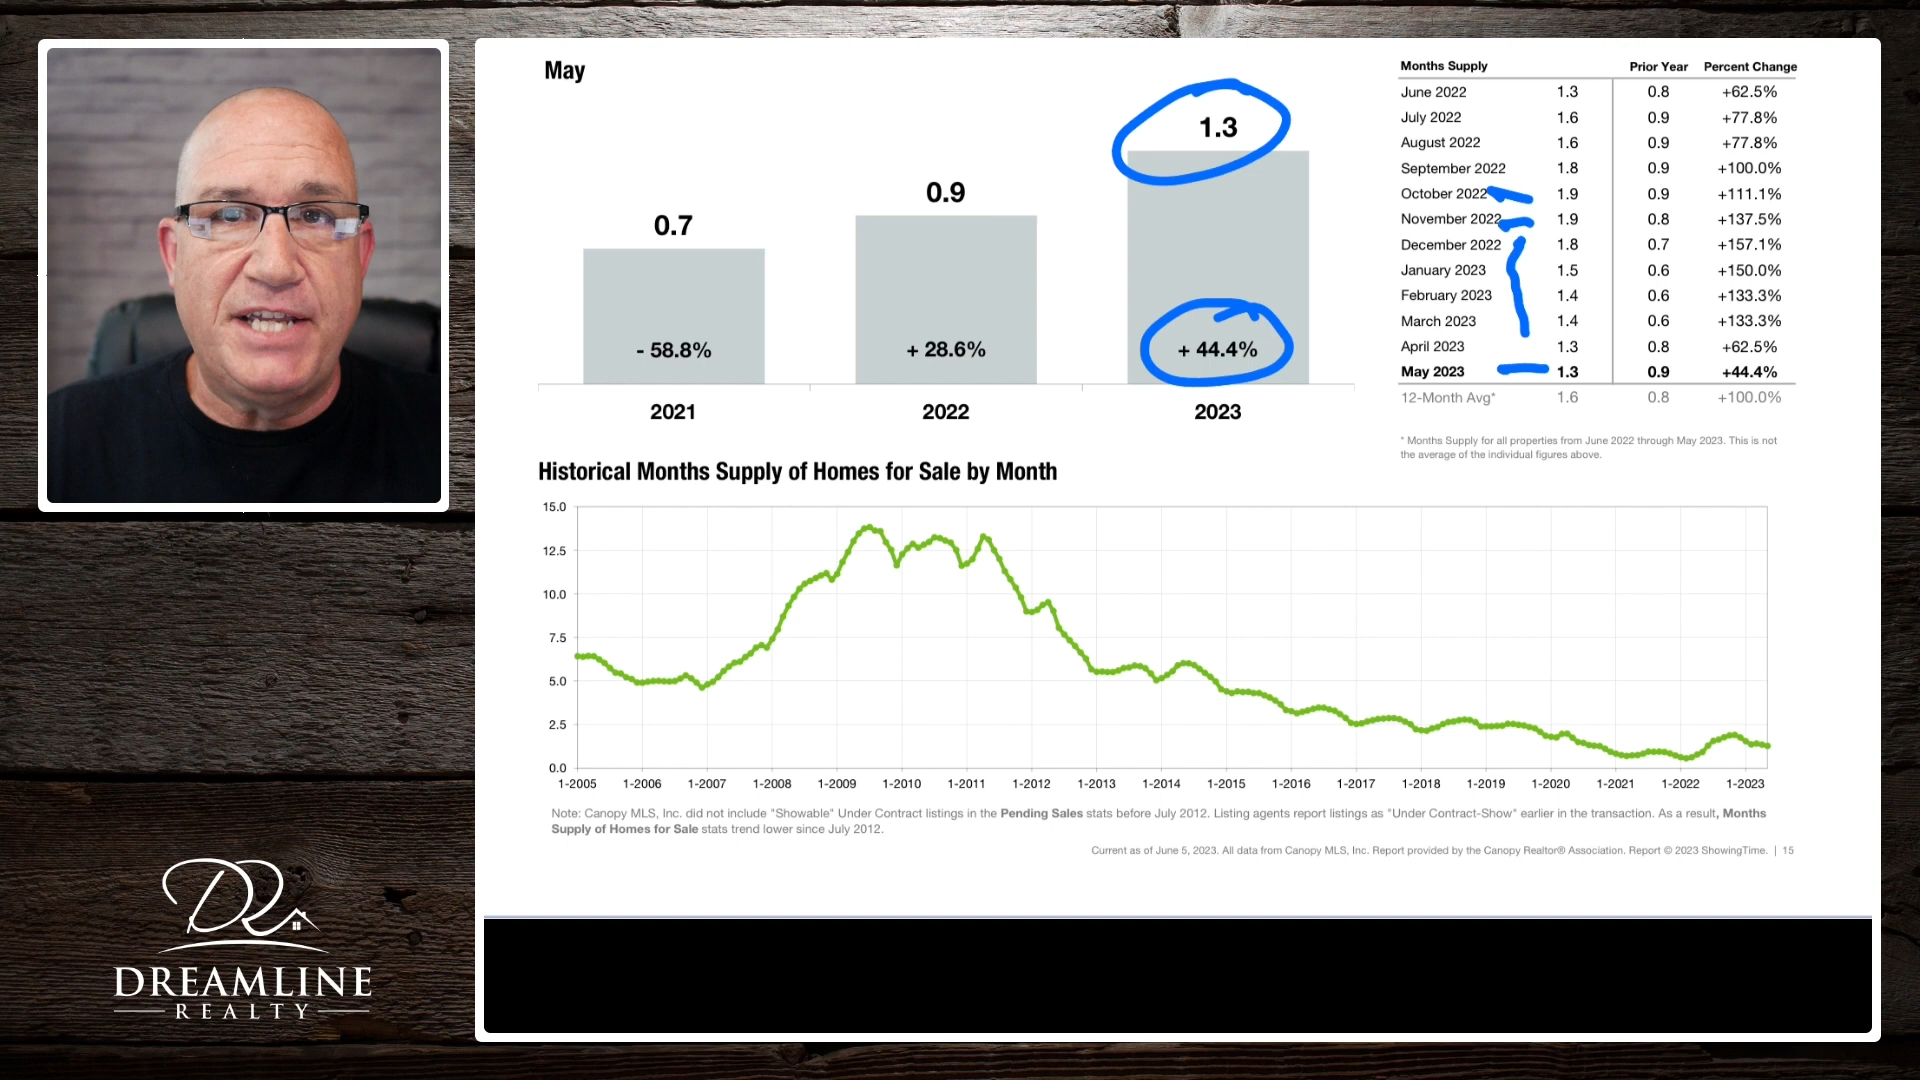 May
1.3
0.9
0.7
- 58.8%
+ 28.6%
+ 44.4%
2021
2022
2023
Months Supply Prior Year Percent Change
June 2022 1.3 0.8 +62.5%
July 2022 1.6 0.9 +77.8%
August 2022 1.6 0.9 +77.8%
September 2022 1.8 0.9 +100.0%
October 2022 1.9 0.9 +111.1%
November 2022 1.9 0.8 +137.5%
December 2022 1.8 0.7 +157.1%
January 2023 1.5 0.6 +150.0%
February 2023 1.4 0.6 +133.3%
March 2023 1.4 0.6 +133.3%
April 2023 1.3 0.8 +62.5%
May 2023 1.3 0.9 +44.4%
12-Month Avg* 1.6 0.8 +100.0%
* Months Supply for all properties from June 2022 through May 2023. This is not
the average of the individual figures above.
Historical Months Supply of Homes for Sale by Month
15.0
12.5
10.0
7.5
5.0
2.5
0.0
1-2005 1-2006 1-2007 1-2008 1-2009 1-2010 1-2011 1-2012 1-2013 1-2014 1-2015 1-2016 1-2017 1-2018 1-2019 1-2020 1-2021 1-2022 1-2023
Note: Canopy MLS, Inc. did not include "Showable" Under Contract listings in the Pending Sales stats before July 2012. Listing agents report listings as "Under Contract-Show" earlier in the transaction. As a result, Months
Supply of Homes for Sale stats trend lower since July 2012.
Current as of June 5, 2023. All data from Canopy MLS, Inc. Report provided by the Canopy Realtor® Association. Report © 2023 ShowingTime. | 15
DR
DREAMLINE
REALTY